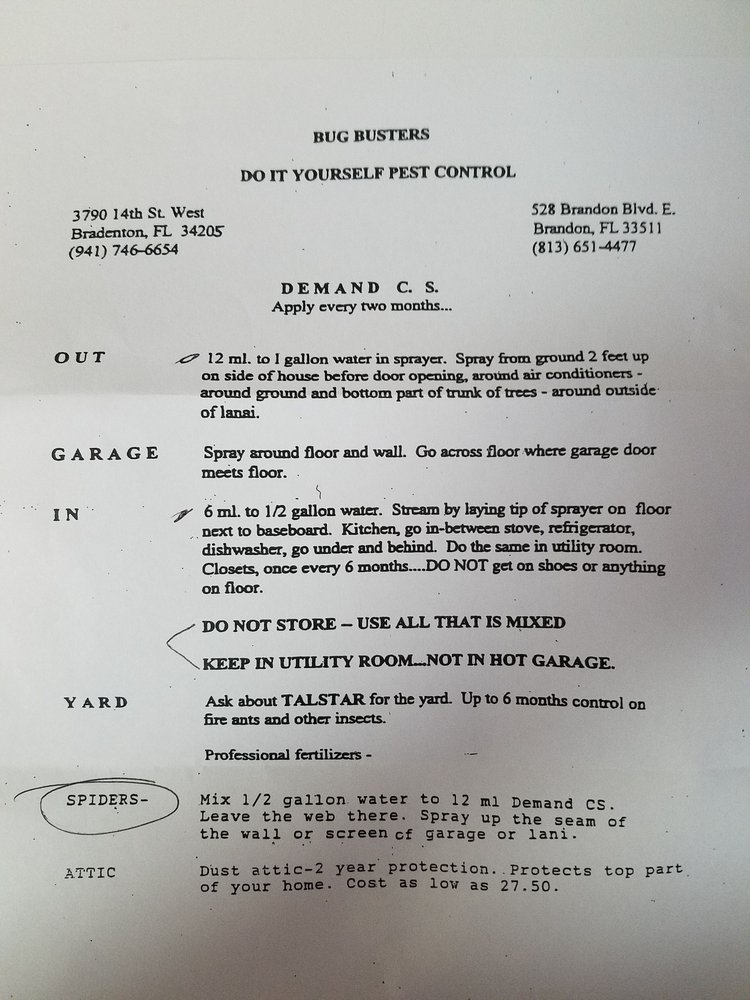 BUG BUSTERS
DO IT YOURSELF PEST CONTROL
3790 14th St. West
Bradenton, FL 34205
(941) 746-6654
528 Brandon Blvd. E.
Brandon, FL 33511
(813) 651-4477
DEMAND C. S.
Apply every two months...
OUT
12 ml. to 1 gallon water in sprayer. Spray from ground 2 feet up
on side of house before door opening, around air conditioners -
around ground and bottom part of trunk of trees - around outside
of lanai.
GARAGE
Spray around floor and wall. Go across floor where garage door
meets floor.
IN
6 ml. to 1/2 gallon water. Stream by laying tip of sprayer on floor
next to baseboard. Kitchen, go in-between stove, refrigerator,
dishwasher, go under and behind. Do the same in utility room.
Closets, once every 6 months....DO NOT get on shoes or anything
on floor.
DO NOT STORE – USE ALL THAT IS MIXED
KEEP IN UTILITY ROOM...NOT IN HOT GARAGE.
YARD
Ask about TALSTAR for the yard. Up to 6 months control on
fire ants and other insects.
Professional fertilizers -
SPIDERS-
Mix 1/2 gallon water to 12 ml Demand CS.
Leave the web there. Spray up the seam of
the wall or screen of garage or lani.
ATTIC
Dust attic-2 year protection. Protects top part
of your home. Cost as low as 27.50.